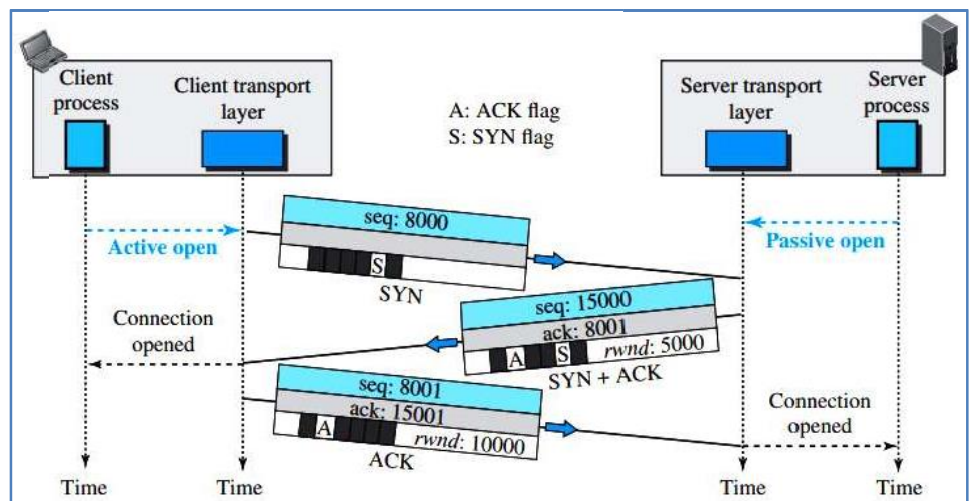 Client
process
Client transport
layer
A: ACK flag
S: SYN flag
Server transport
layer
Server
process
Active open
Passive open
seq: 8000
S
SYN
seq: 15000
ack: 8001
A
S
rwnd: 5000
SYN + ACK
Connection
opened
seq: 8001
ack: 15001
A
rwnd: 10000
ACK
Connection
opened
Time
Time
Time
Time